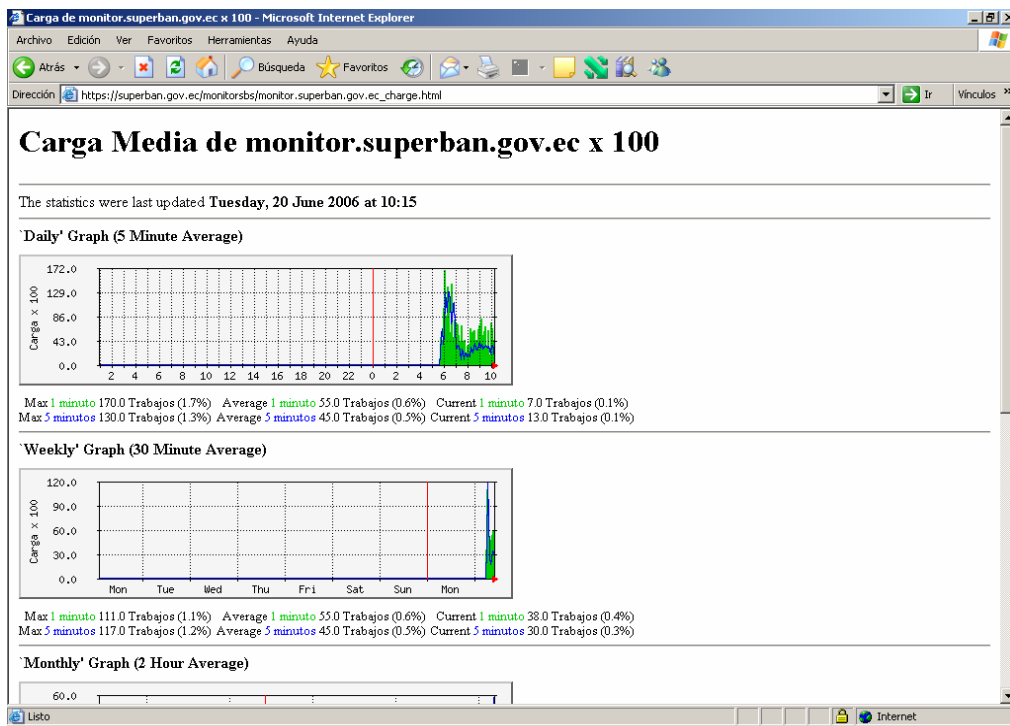 Carga de monitor.superban.gov.ec x 100 - Microsoft Internet Explorer
Archivo Edición Ver Favoritos Herramientas Ayuda
Atrás Búsqueda Favoritos
Dirección https://superban.gov.ec/monitorsbs/monitor.superban.gov.ec_charge.html Ir Vínculos »
Carga Media de monitor.superban.gov.ec x 100
The statistics were last updated Tuesday, 20 June 2006 at 10:15
`Daily' Graph (5 Minute Average)
172.0
129.0
86.0
43.0
0.0
Carga x 100
2 4 6 8 10 12 14 16 18 20 22 0 2 4 6 8 10
Max 1 minuto 170.0 Trabajos (1.7%) Average 1 minuto 55.0 Trabajos (0.6%) Current 1 minuto 7.0 Trabajos (0.1%)
Max 5 minutos 130.0 Trabajos (1.3%) Average 5 minutos 45.0 Trabajos (0.5%) Current 5 minutos 13.0 Trabajos (0.1%)
`Weekly' Graph (30 Minute Average)
120.0
90.0
60.0
30.0
0.0
Carga x 100
Mon Tue Wed Thu Fri Sat Sun Mon
Max 1 minuto 111.0 Trabajos (1.1%) Average 1 minuto 55.0 Trabajos (0.6%) Current 1 minuto 38.0 Trabajos (0.4%)
Max 5 minutos 117.0 Trabajos (1.2%) Average 5 minutos 45.0 Trabajos (0.5%) Current 5 minutos 30.0 Trabajos (0.3%)
`Monthly' Graph (2 Hour Average)
60.0
Listo Internet